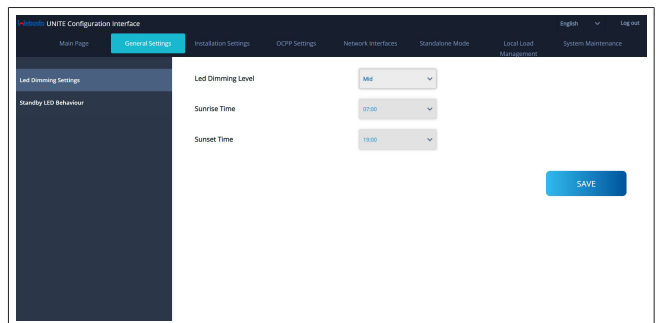 Webasto UNITE Configuration Interface
English
Log out
Main Page
General Settings
Installation Settings
OCPP Settings
Network Interfaces
Standalone Mode
Local Load
Management
System Maintenance
Led Dimming Settings
Standby LED Behaviour
Led Dimming Level
Mid
Sunrise Time
07:00
Sunset Time
19:00
SAVE